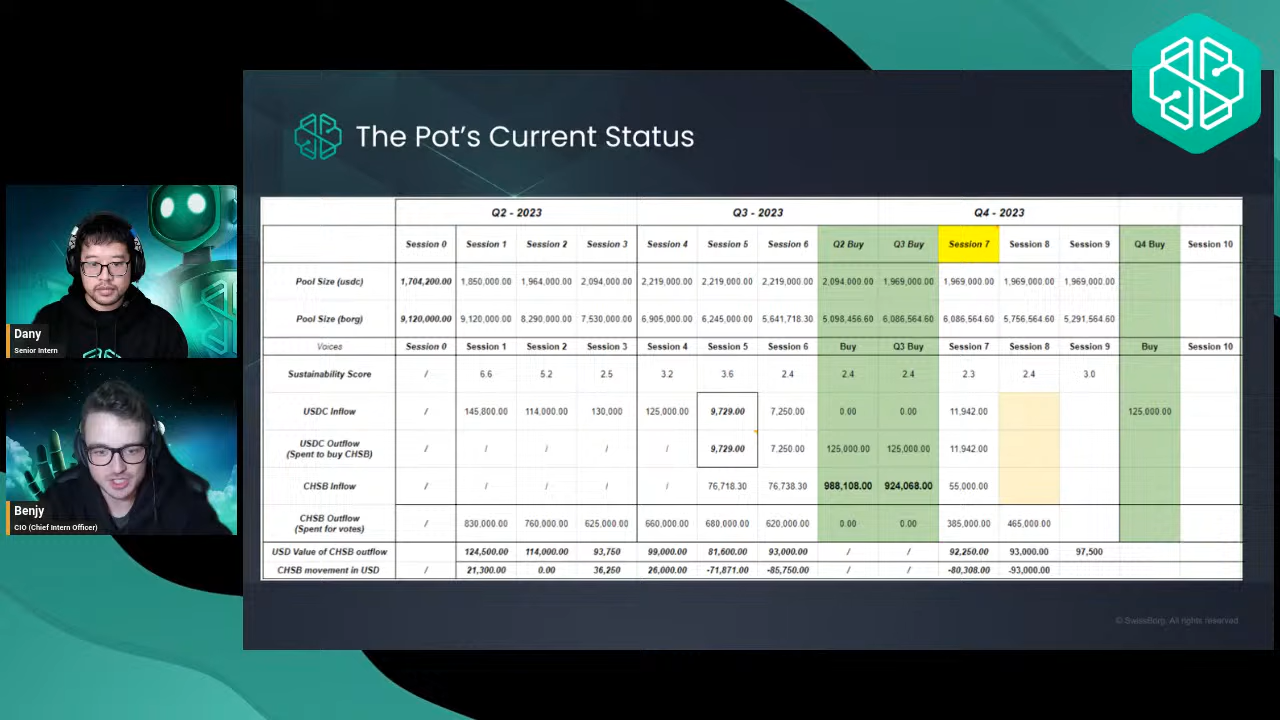 The Pot's Current Status
Q2 - 2023 Q3 - 2023 Q4 - 2023
Session 0 Session 1 Session 2 Session 3 Session 4 Session 5 Session 6 Q2 Buy Q3 Buy Session 7 Session 8 Session 9 Q4 Buy Session 10
Pool Size (usdc) 1,704,200.00 1,850,000.00 1,964,000.00 2,094,000.00 2,219,000.00 2,219,000.00 2,219,000.00 2,094,000.00 1,969,000.00 1,969,000.00 1,969,000.00 1,969,000.00
Pool Size (borg) 9,120,000.00 9,120,000.00 8,290,000.00 7,530,000.00 6,905,000.00 6,245,000.00 5,641,718.30 5,098,456.60 6,086,564.60 6,086,564.60 5,756,564.60 5,291,564.60
Voices Session 0 Session 1 Session 2 Session 3 Session 4 Session 5 Session 6 Buy Q3 Buy Session 7 Session 8 Session 9 Buy Session 10
Sustainability Score / 6.6 5.2 2.5 3.2 3.6 2.4 2.4 2.4 2.3 2.4 3.0
USDC Inflow / 145,800.00 114,000.00 130,000 125,000.00 9,729.00 7,250.00 0.00 0.00 11,942.00 125,000.00
USDC Outflow
(Spent to buy CHSB) / / / / / 9,729.00 7,250.00 125,000.00 125,000.00 11,942.00
CHSB Inflow / / / / / 76,718.30 76,738.30 988,108.00 924,068.00 55,000.00
CHSB Outflow
(Spent for votes) / 830,000.00 760,000.00 625,000.00 660,000.00 680,000.00 620,000.00 0.00 0.00 385,000.00 465,000.00
USD Value of CHSB outflow 124,500.00 114,000.00 93,750 99,000.00 81,600.00 93,000.00 / / 92,250.00 93,000.00 97,500
CHSB movement in USD / 21,300.00 0.00 36,250 26,000.00 -71,871.00 -85,750.00 / / -80,308.00 -93,000.00
Dany
Senior Intern
Benjy
CIO (Chief Intern Officer)
© SwissBorg. All rights reserved